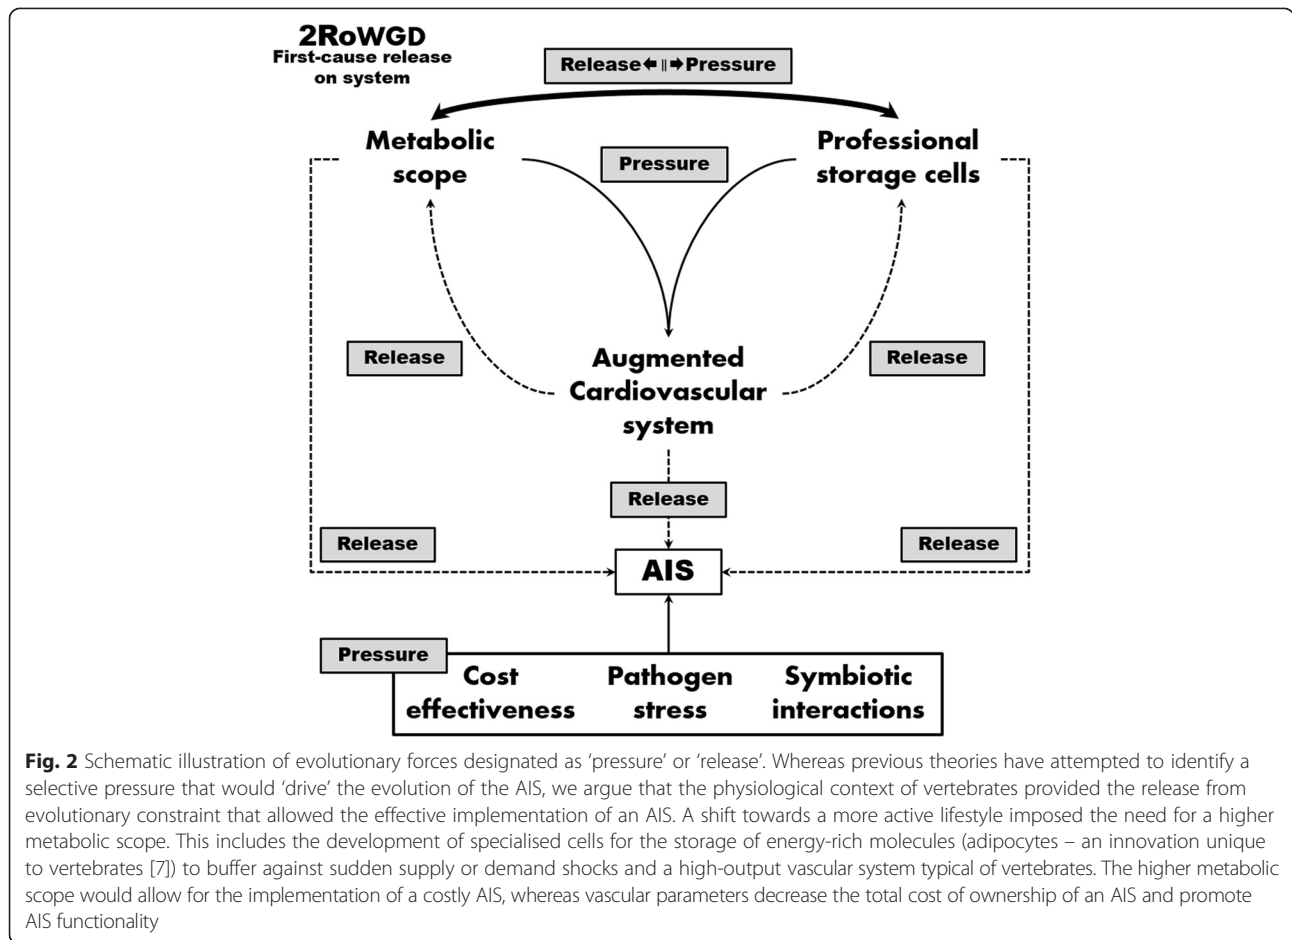 2RoWGD
First-cause release
on system
Release🡄 || 🡆Pressure
Metabolic
scope
Pressure
Professional
storage cells
Release
Augmented
Cardiovascular
system
Release
Release
Release
AIS
Release
Pressure
Cost
effectiveness
Pathogen
stress
Symbiotic
interactions
Fig. 2 Schematic illustration of evolutionary forces designated as ‘pressure’ or ‘release’. Whereas previous theories have attempted to identify a
selective pressure that would ‘drive’ the evolution of the AIS, we argue that the physiological context of vertebrates provided the release from
evolutionary constraint that allowed the effective implementation of an AIS. A shift towards a more active lifestyle imposed the need for a higher
metabolic scope. This includes the development of specialised cells for the storage of energy-rich molecules (adipocytes – an innovation unique
to vertebrates [7]) to buffer against sudden supply or demand shocks and a high-output vascular system typical of vertebrates. The higher metabolic
scope would allow for the implementation of a costly AIS, whereas vascular parameters decrease the total cost of ownership of an AIS and promote
AIS functionality